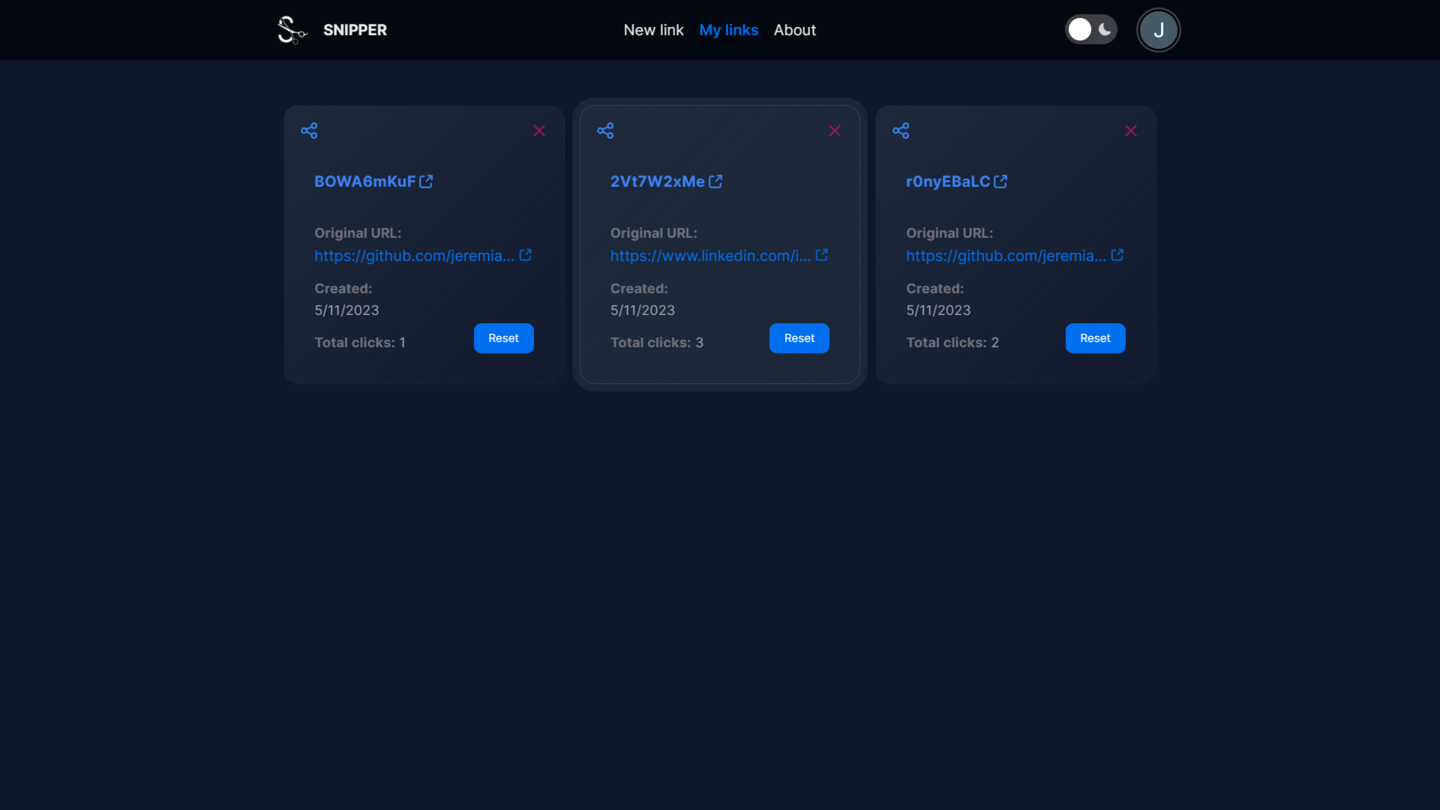 SNIPPER
New link My links About
J
BOWA6mKuF
Original URL:
https://github.com/jeremia...
Created:
5/11/2023
Total clicks: 1
Reset
2Vt7W2xMe
Original URL:
https://www.linkedin.com/i...
Created:
5/11/2023
Total clicks: 3
Reset
r0nyEBaLC
Original URL:
https://github.com/jeremia...
Created:
5/11/2023
Total clicks: 2
Reset